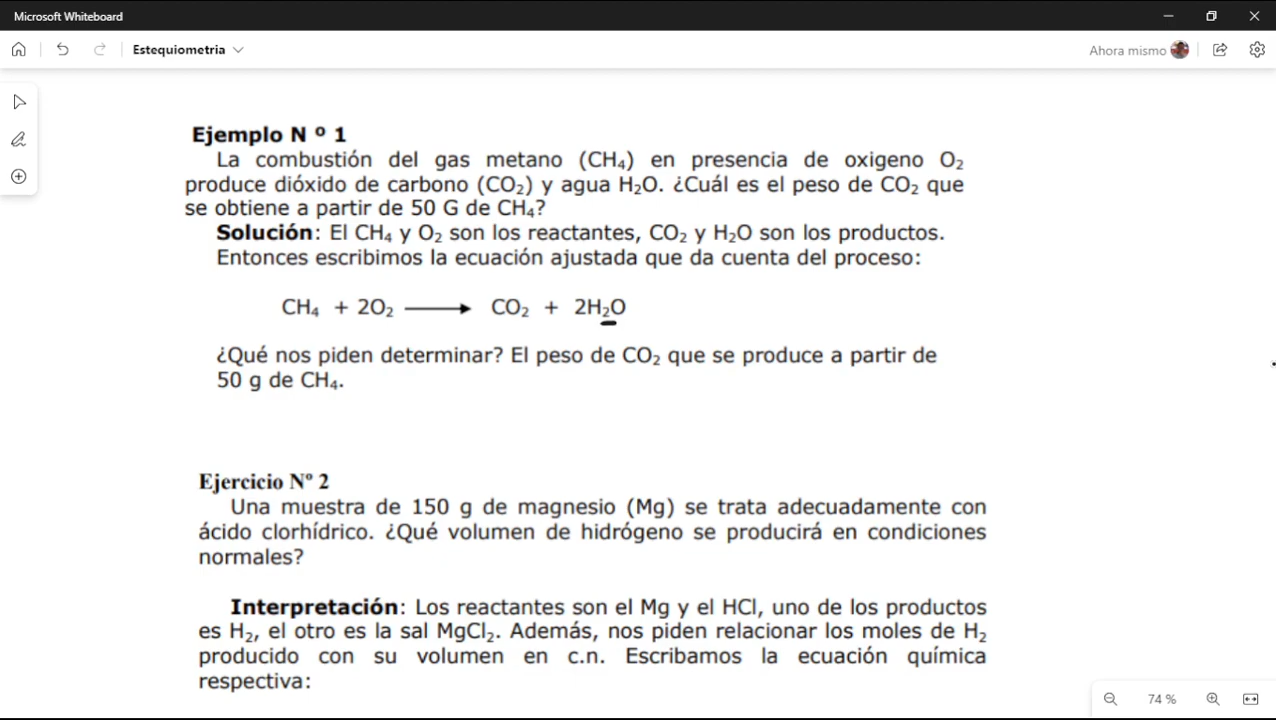 Microsoft Whiteboard
Estequiometria
Ahora mismo
Ejemplo N º 1
La combustión del gas metano (CH₄) en presencia de oxigeno O₂
produce dióxido de carbono (CO₂) y agua H₂O. ¿Cuál es el peso de CO₂ que
se obtiene a partir de 50 G de CH₄?
Solución: El CH₄ y O₂ son los reactantes, CO₂ y H₂O son los productos.
Entonces escribimos la ecuación ajustada que da cuenta del proceso:
CH₄ + 2O₂ ⟶ CO₂ + 2H₂O
¿Qué nos piden determinar? El peso de CO₂ que se produce a partir de
50 g de CH₄.
Ejercicio Nº 2
Una muestra de 150 g de magnesio (Mg) se trata adecuadamente con
ácido clorhídrico. ¿Qué volumen de hidrógeno se producirá en condiciones
normales?
Interpretación: Los reactantes son el Mg y el HCl, uno de los productos
es H₂, el otro es la sal MgCl₂. Además, nos piden relacionar los moles de H₂
producido con su volumen en c.n. Escribamos la ecuación química
respectiva:
74 %